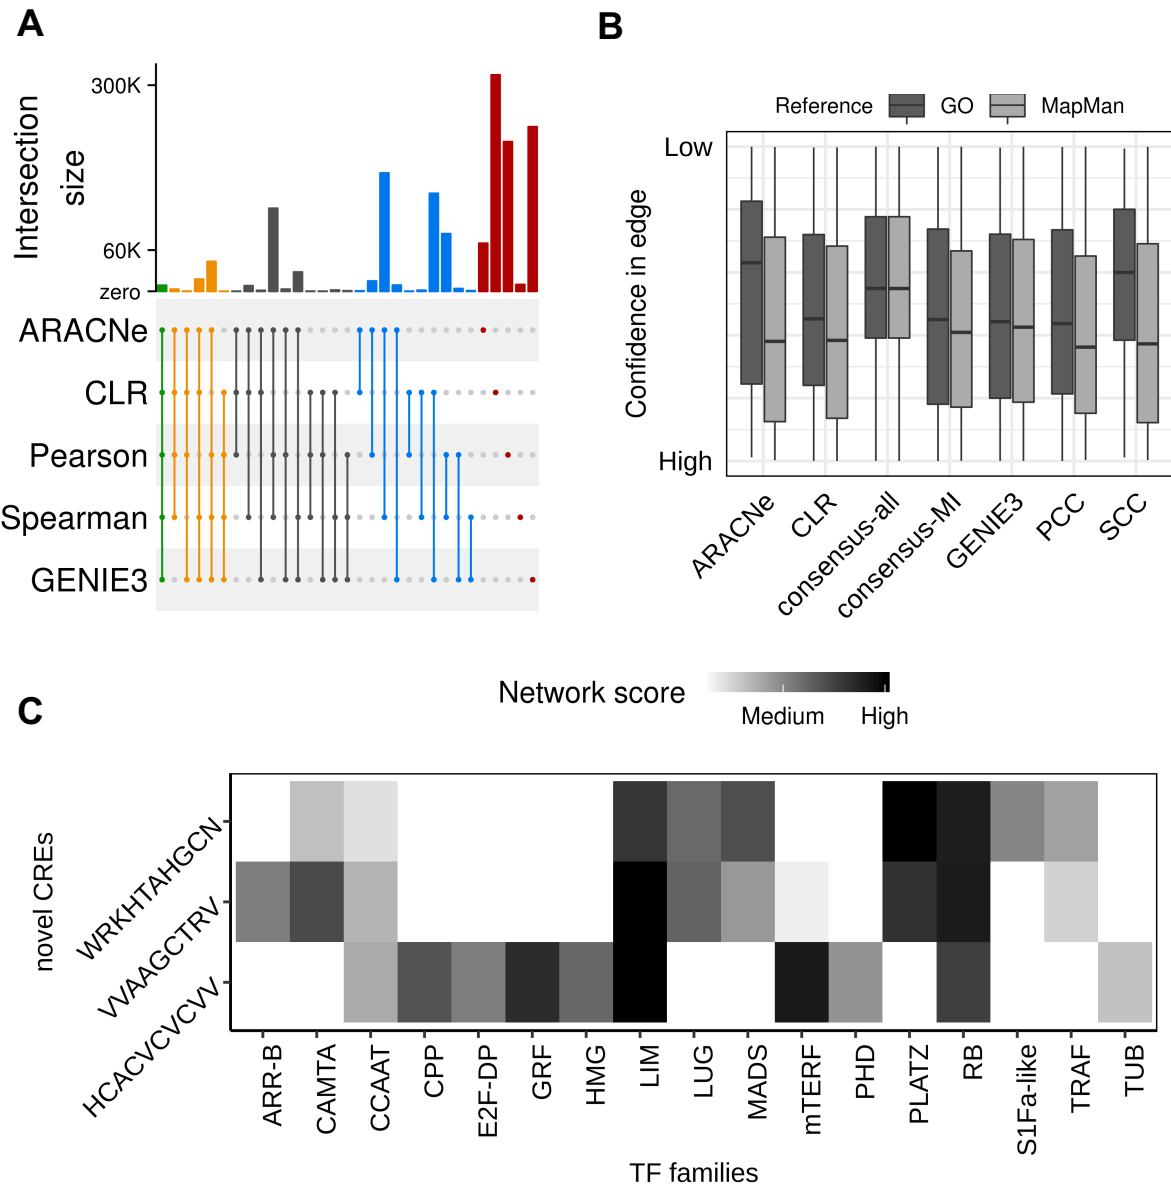 A
Intersection
size
300K
60K
zero
ARACNe
CLR
Pearson
Spearman
GENIE3
B
Reference GO MapMan
Confidence in edge
Low
High
ARACNe
CLR
consensus-all
consensus-MI
GENIE3
PCC
SCC
C
Network score
Medium High
novel CREs
WRKHTAHGCN
VVAAGCTRV
HCACVCVCVV
ARR-B
CAMTA
CCAAT
CPP
E2F-DP
GRF
HMG
LIM
LUG
MADS
mTERF
PHD
PLATZ
RB
S1Fa-like
TRAF
TUB
TF families